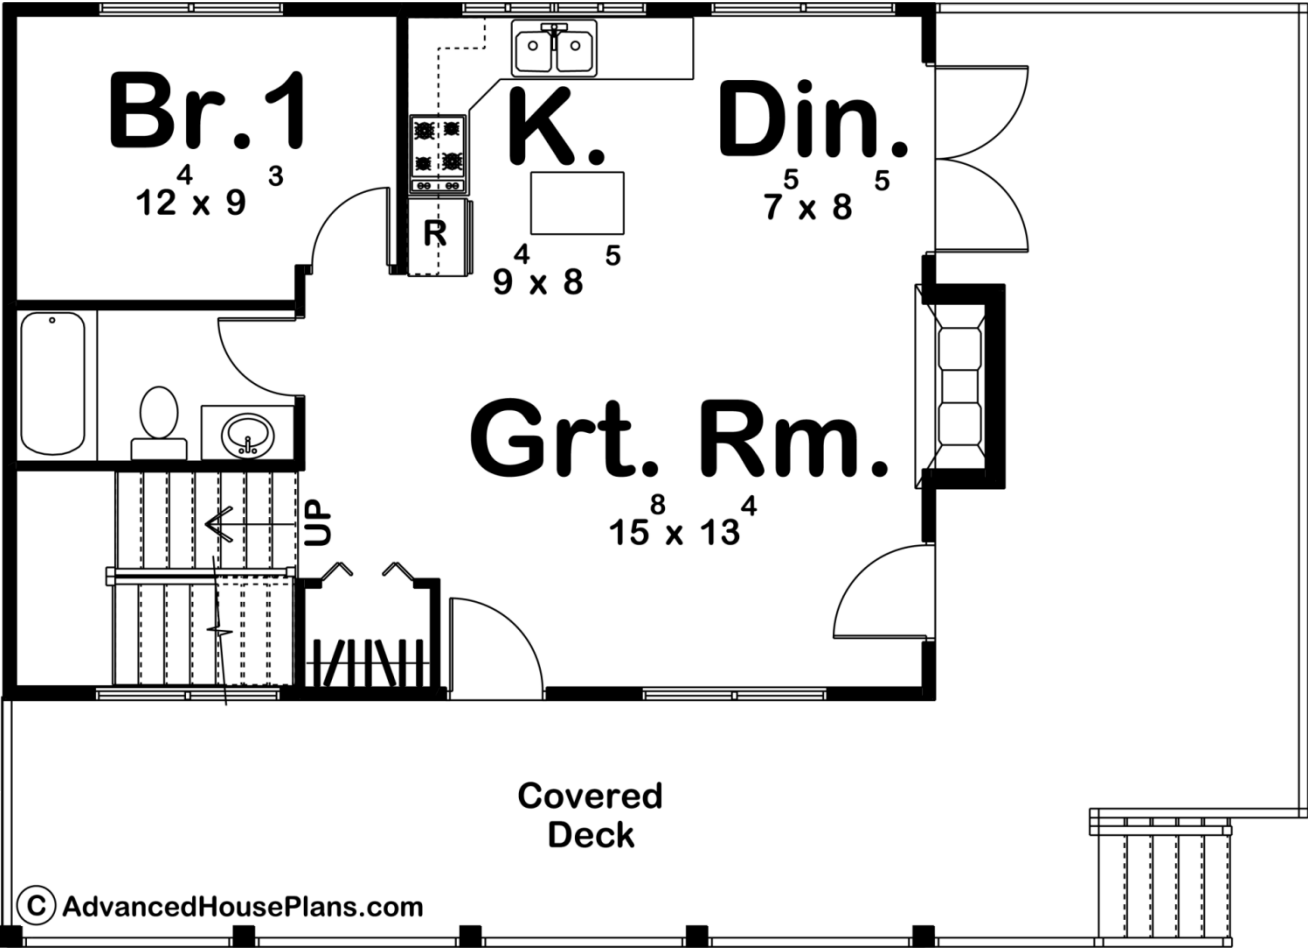 Br.1
12⁴ x 9³
K.
R
9⁴ x 8⁵
Din.
7⁵ x 8⁵
Grt. Rm.
15⁸ x 13⁴
UP
Covered
Deck
© AdvancedHousePlans.com